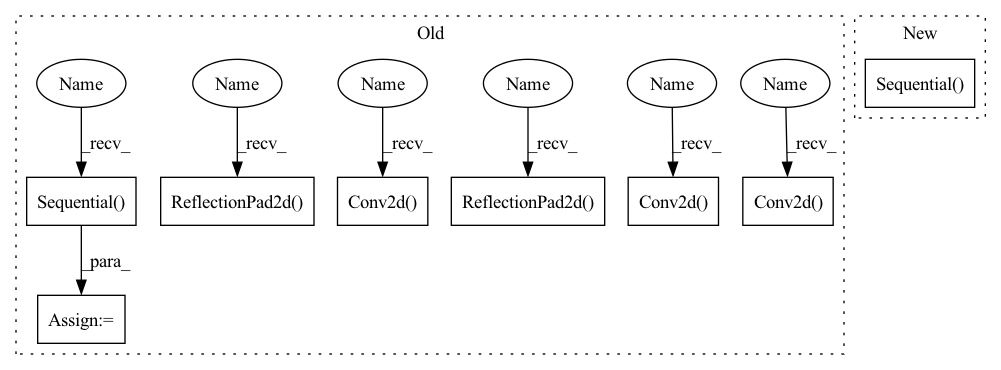 Old
New
Name
Name
Name
Name
Name
Name
Sequential()
_recv_
_recv_
_recv_
_recv_
_recv_
_recv_
Sequential()
ReflectionPad2d()
Conv2d()
ReflectionPad2d()
Conv2d()
Conv2d()
_para_
Assign:=